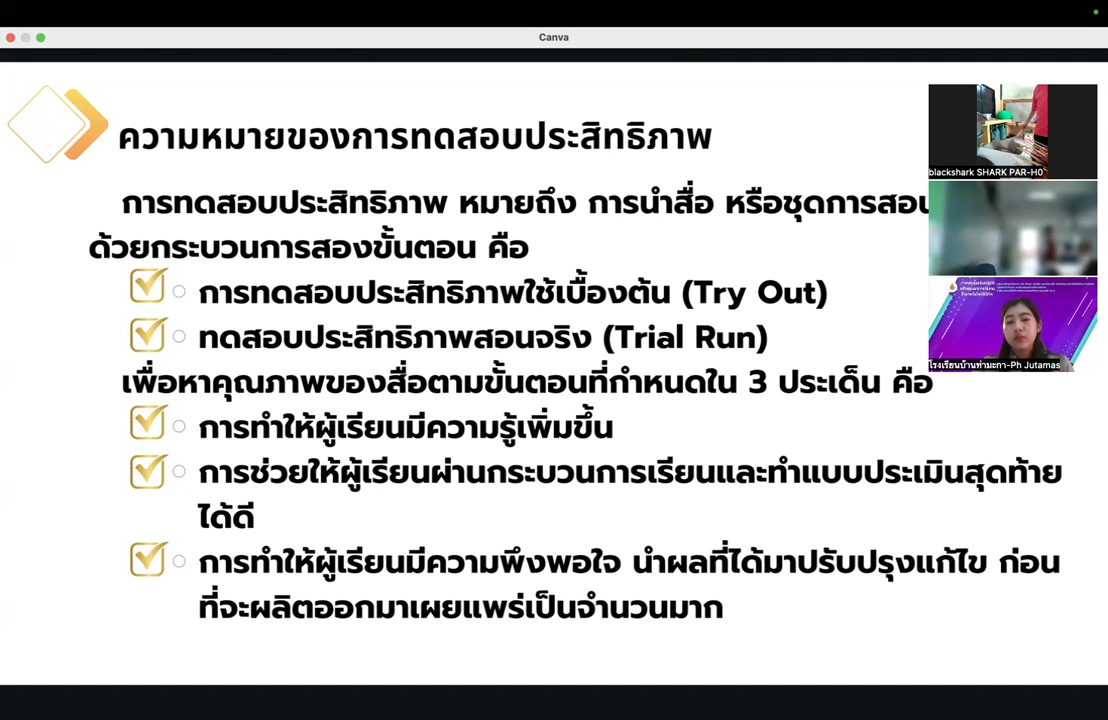 Canva
ความหมายของการทดสอบประสิทธิภาพ
การทดสอบประสิทธิภาพ หมายถึง การนำสื่อ หรือชุดการสอน
ด้วยกระบวนการสองขั้นตอน คือ
การทดสอบประสิทธิภาพใช้เบื้องต้น (Try Out)
ทดสอบประสิทธิภาพสอนจริง (Trial Run)
เพื่อหาคุณภาพของสื่อตามขั้นตอนที่กำหนดใน 3 ประเด็น คือ
การทำให้ผู้เรียนมีความรู้เพิ่มขึ้น
การช่วยให้ผู้เรียนผ่านกระบวนการเรียนและทำแบบประเมินสุดท้าย
ได้ดี
การทำให้ผู้เรียนมีความพึงพอใจ นำผลที่ได้มาปรับปรุงแก้ไข ก่อน
ที่จะผลิตออกมาเผยแพร่เป็นจำนวนมาก
blackshark SHARK PAR-H0
โรงเรียนบ้านท่ามะกา-Ph Jutamas